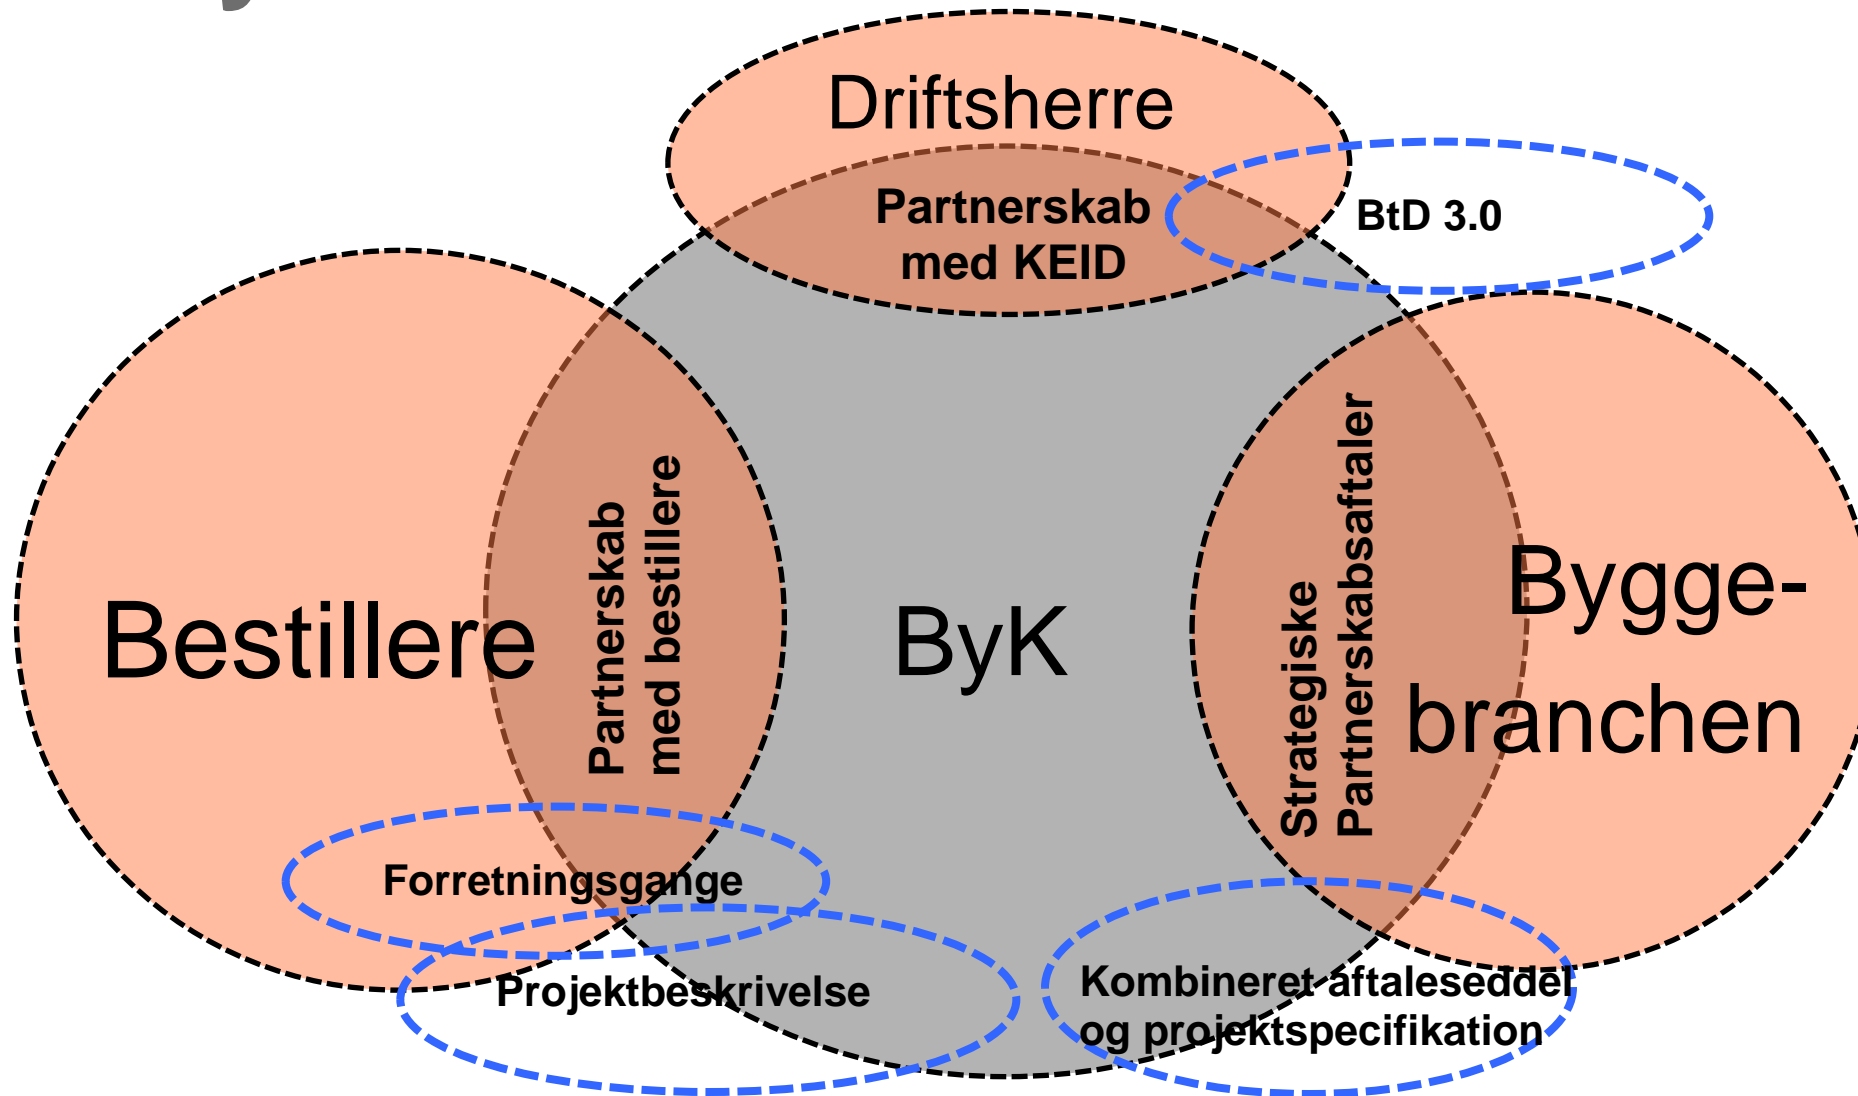 Driftsherre
Partnerskab
med KEID
BtD 3.0
Bestillere
Partnerskab
med bestillere
ByK
Strategiske
Partnerskabsaftaler
Bygge-
branchen
Forretningsgange
Projektbeskrivelse
Kombineret aftaleseddel
og projektspecifikation